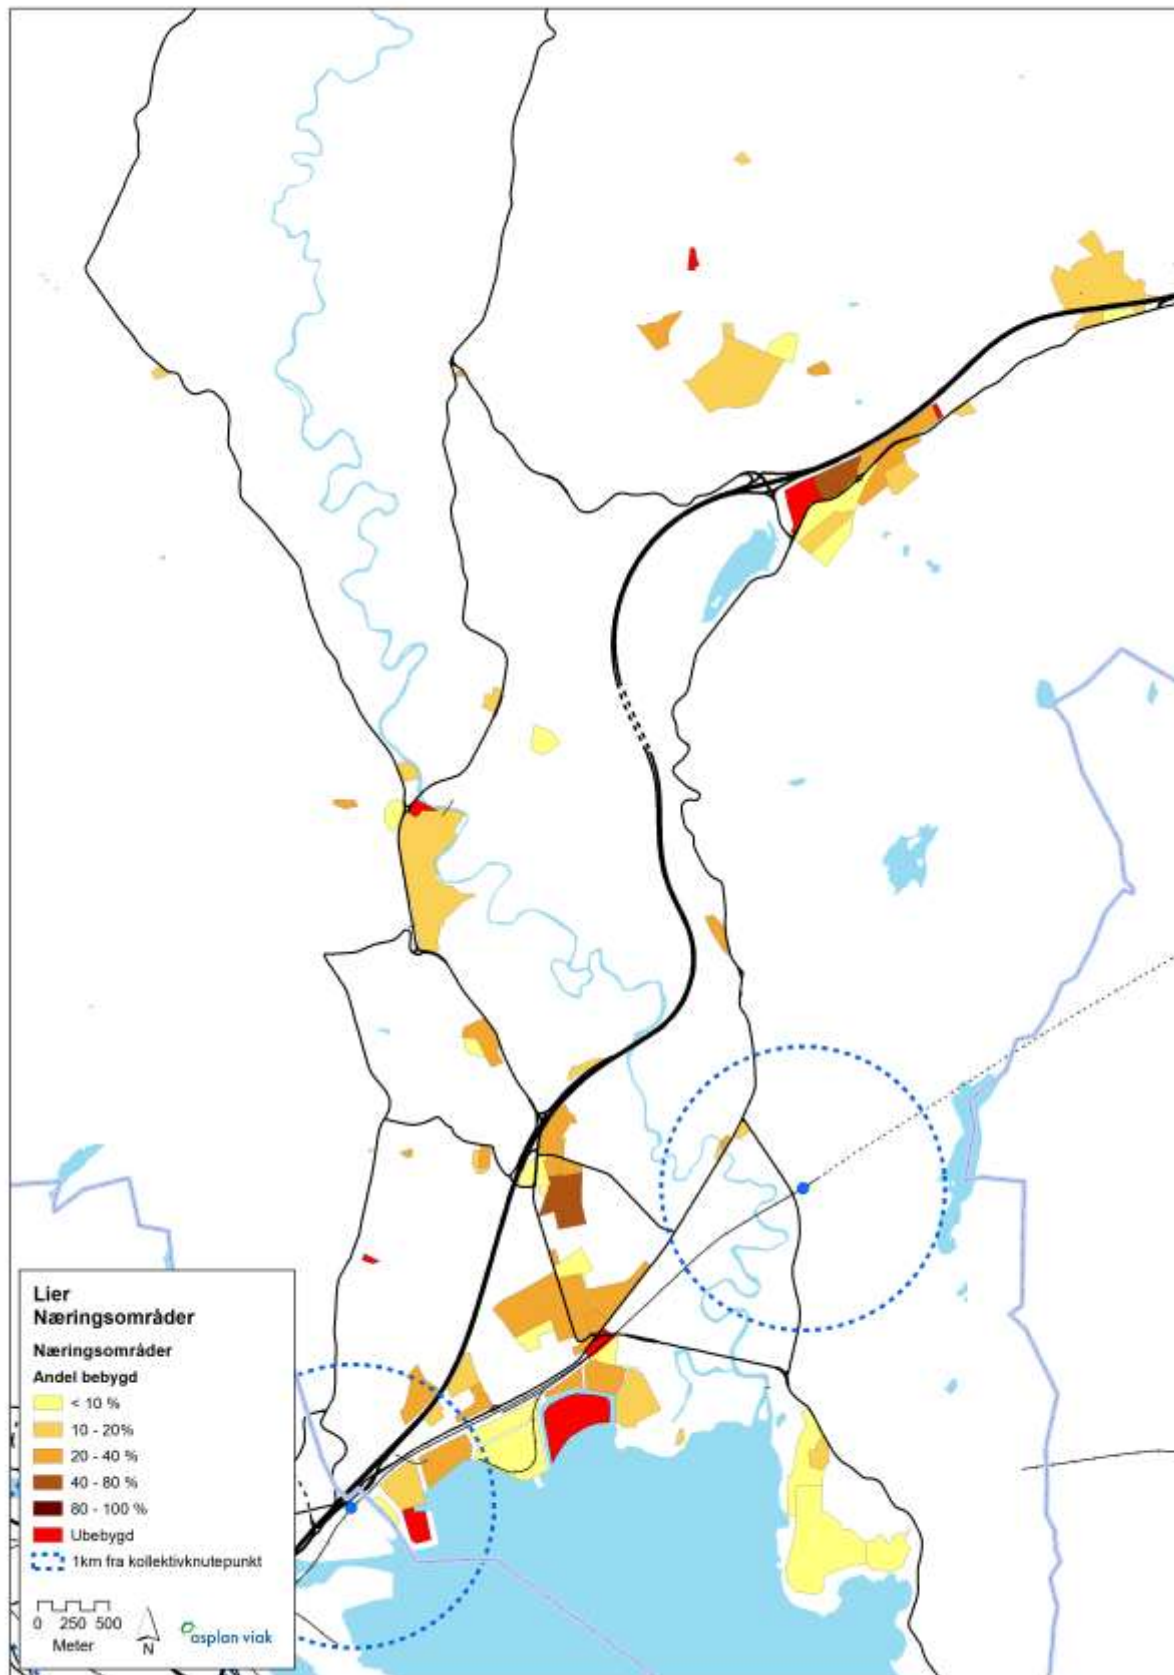 Lier
Næringsområder
Næringsområder
Andel bebygd
< 10 %
10 - 20%
20 - 40 %
40 - 80 %
80 - 100 %
Ubebygd
1km fra kollektivknutepunkt
0 250 500
Meter
N
asplan viak